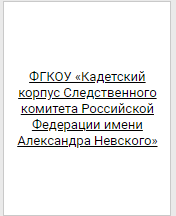 ФГКОУ «Кадетский
корпус Следственного
комитета Российской
Федерации имени
Александра Невского»